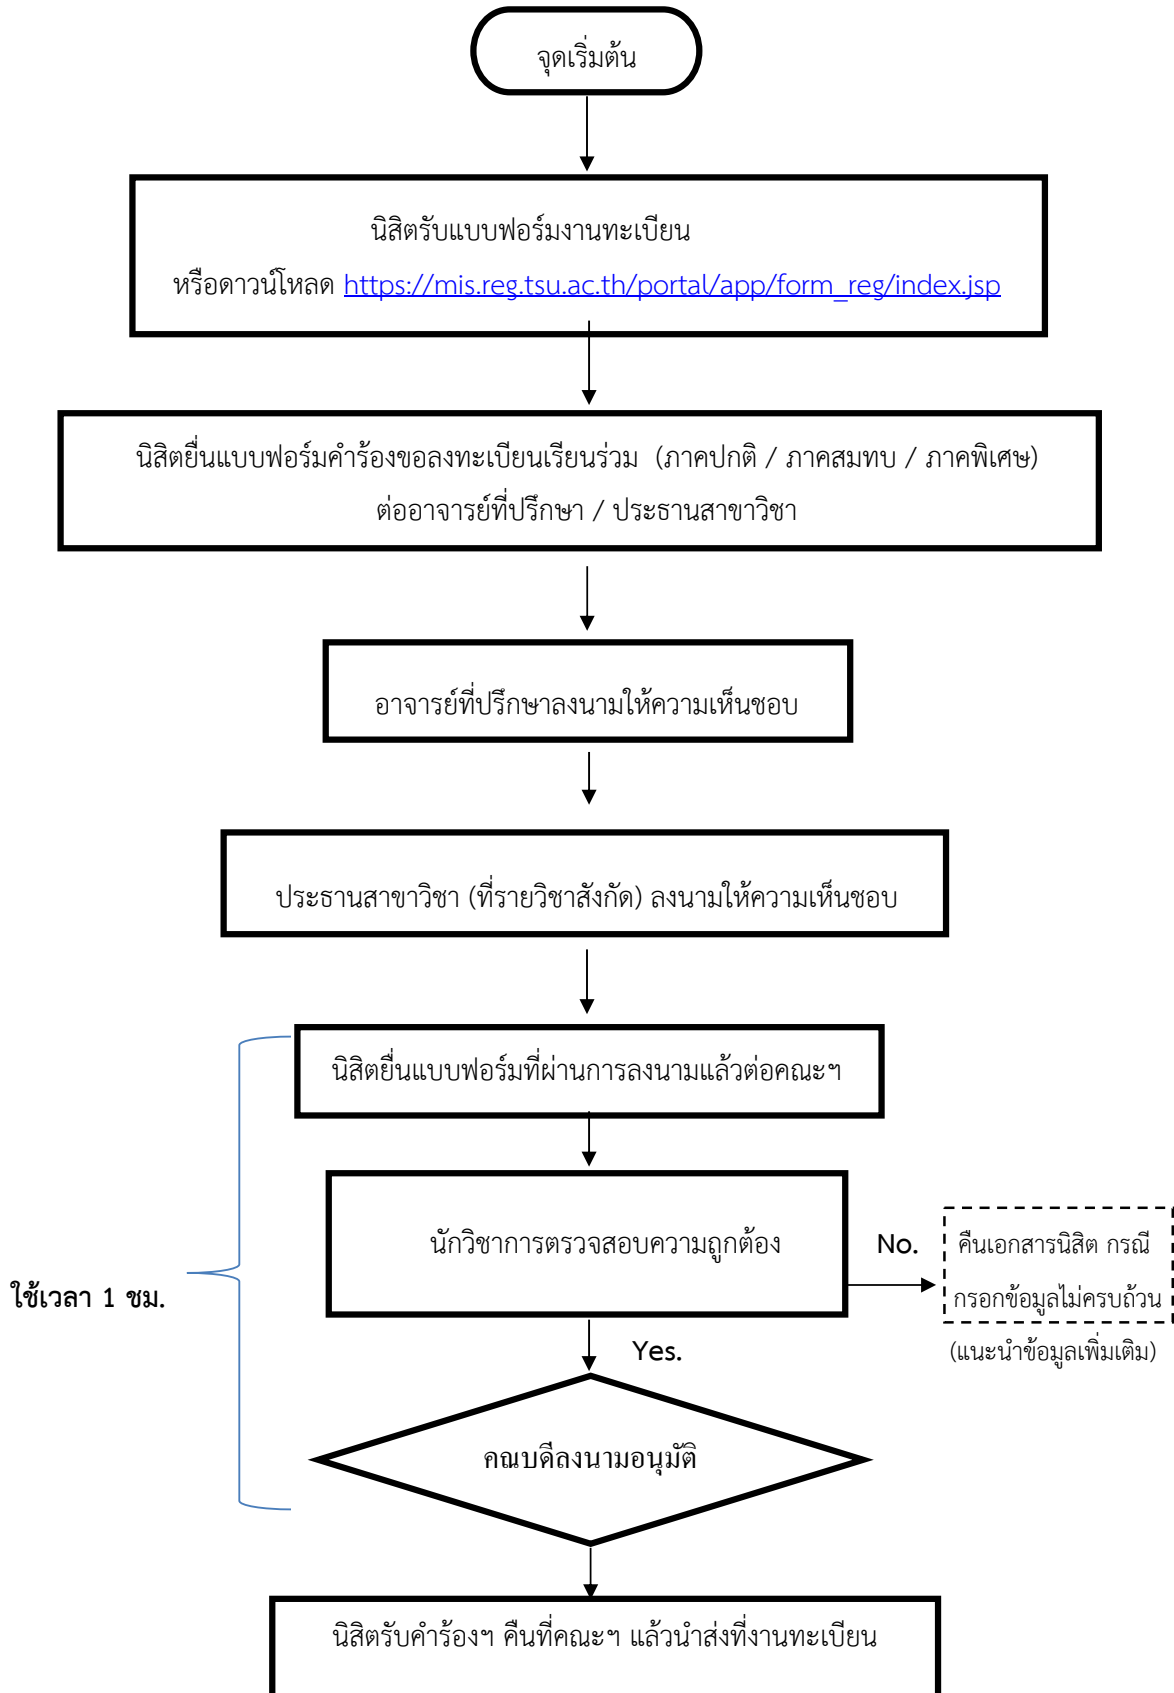 จุดเริ่มต้น
นิสิตรับแบบฟอร์มงานทะเบียน
หรือดาวน์โหลด https://mis.reg.tsu.ac.th/portal/app/form_reg/index.jsp
นิสิตยื่นแบบฟอร์มคำร้องขอลงทะเบียนเรียนร่วม (ภาคปกติ / ภาคสมทบ / ภาคพิเศษ)
ต่ออาจารย์ที่ปรึกษา / ประธานสาขาวิชา
อาจารย์ที่ปรึกษาลงนามให้ความเห็นชอบ
ประธานสาขาวิชา (ที่รายวิชาสังกัด) ลงนามให้ความเห็นชอบ
นิสิตยื่นแบบฟอร์มที่ผ่านการลงนามแล้วต่อคณะฯ
นักวิชาการตรวจสอบความถูกต้อง
No.
คืนเอกสารนิสิต กรณี
กรอกข้อมูลไม่ครบถ้วน
(แนะนำข้อมูลเพิ่มเติม)
ใช้เวลา 1 ชม.
Yes.
คณบดีลงนามอนุมัติ
นิสิตรับคำร้องฯ คืนที่คณะฯ แล้วนำส่งที่งานทะเบียน